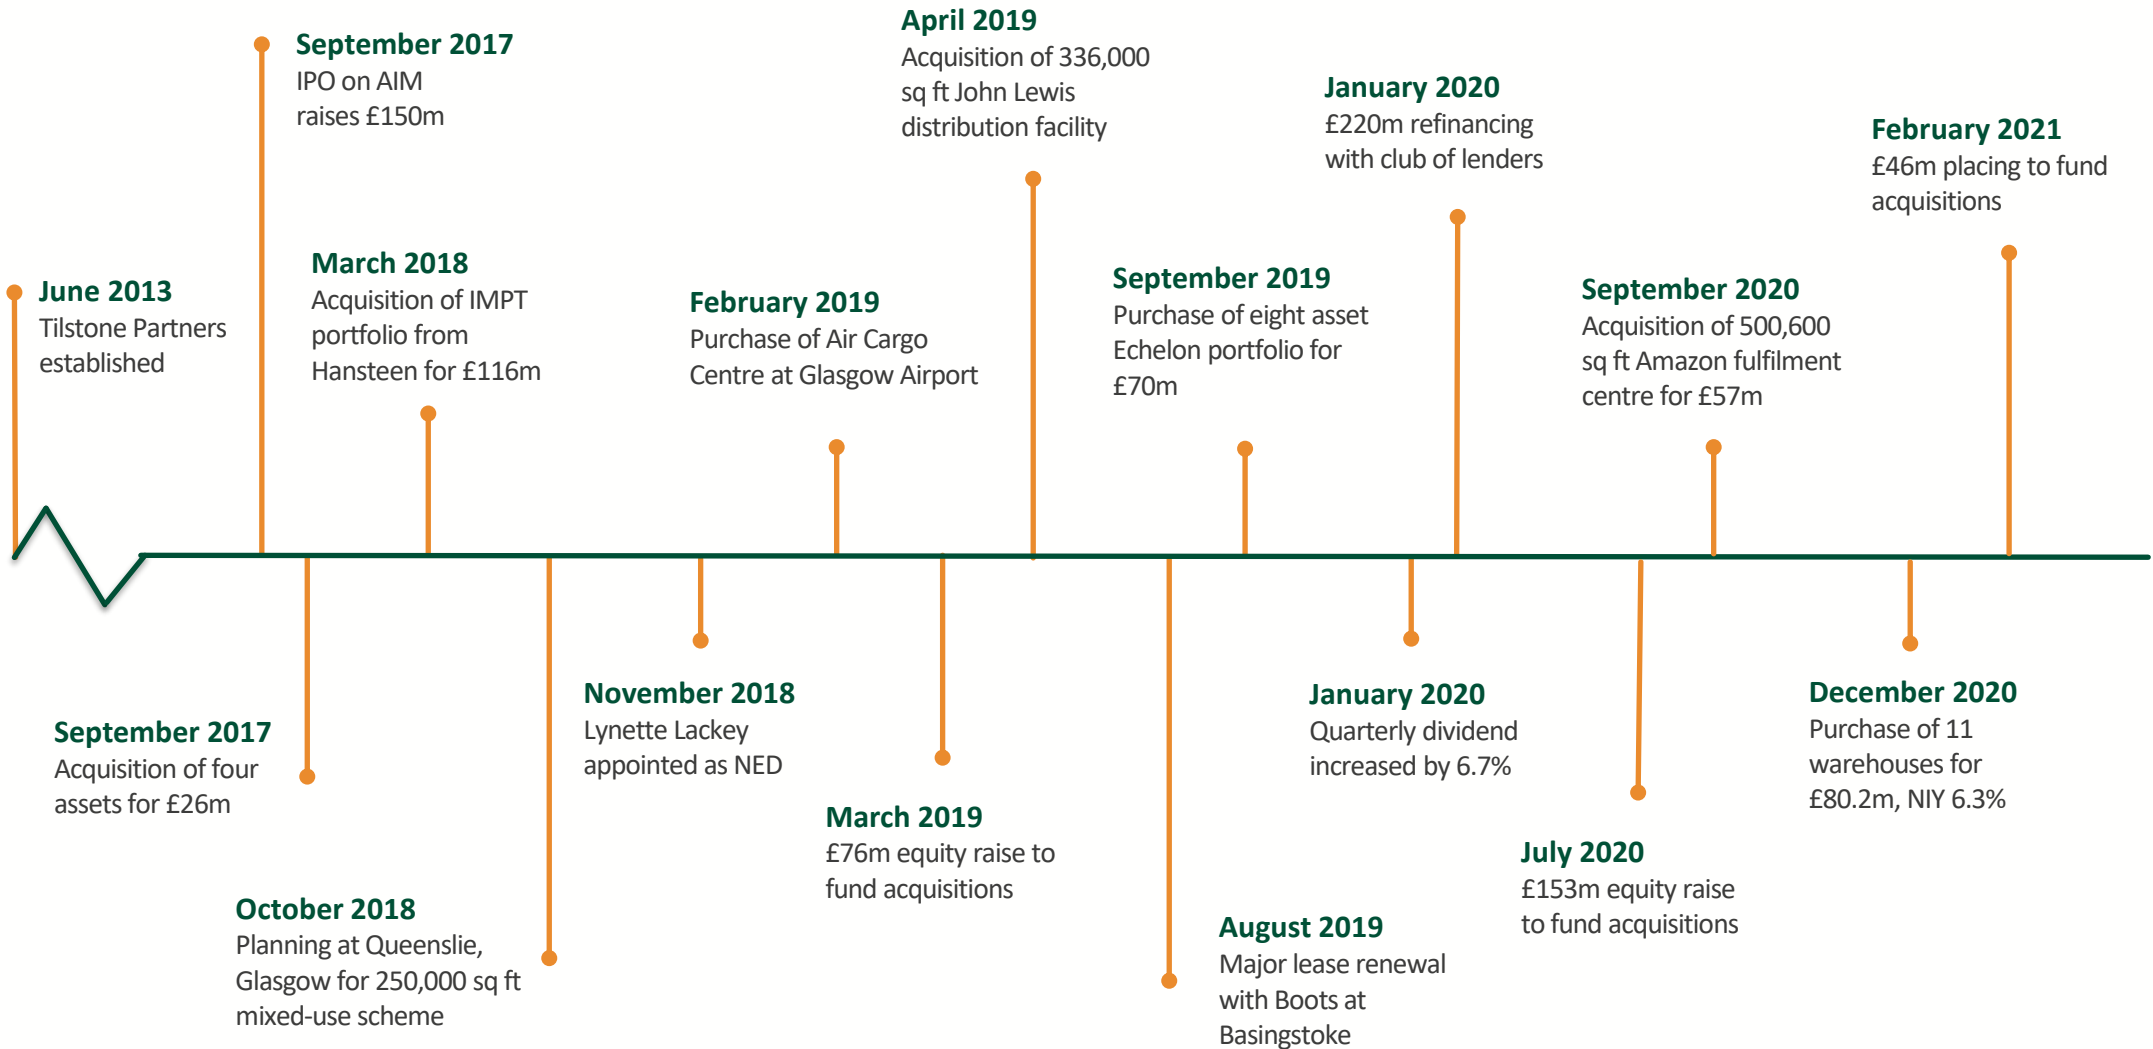 June 2013
Tilstone Partners
established
September 2017
IPO on AIM
raises £150m
September 2017
Acquisition of four
assets for £26m
March 2018
Acquisition of IMPT
portfolio from
Hansteen for £116m
October 2018
Planning at Queenslie,
Glasgow for 250,000 sq ft
mixed-use scheme
November 2018
Lynette Lackey
appointed as NED
February 2019
Purchase of Air Cargo
Centre at Glasgow Airport
March 2019
£76m equity raise to
fund acquisitions
April 2019
Acquisition of 336,000
sq ft John Lewis
distribution facility
August 2019
Major lease renewal
with Boots at
Basingstoke
September 2019
Purchase of eight asset
Echelon portfolio for
£70m
January 2020
Quarterly dividend
increased by 6.7%
January 2020
£220m refinancing
with club of lenders
July 2020
£153m equity raise
to fund acquisitions
September 2020
Acquisition of 500,600
sq ft Amazon fulfilment
centre for £57m
December 2020
Purchase of 11
warehouses for
£80.2m, NIY 6.3%
February 2021
£46m placing to fund
acquisitions